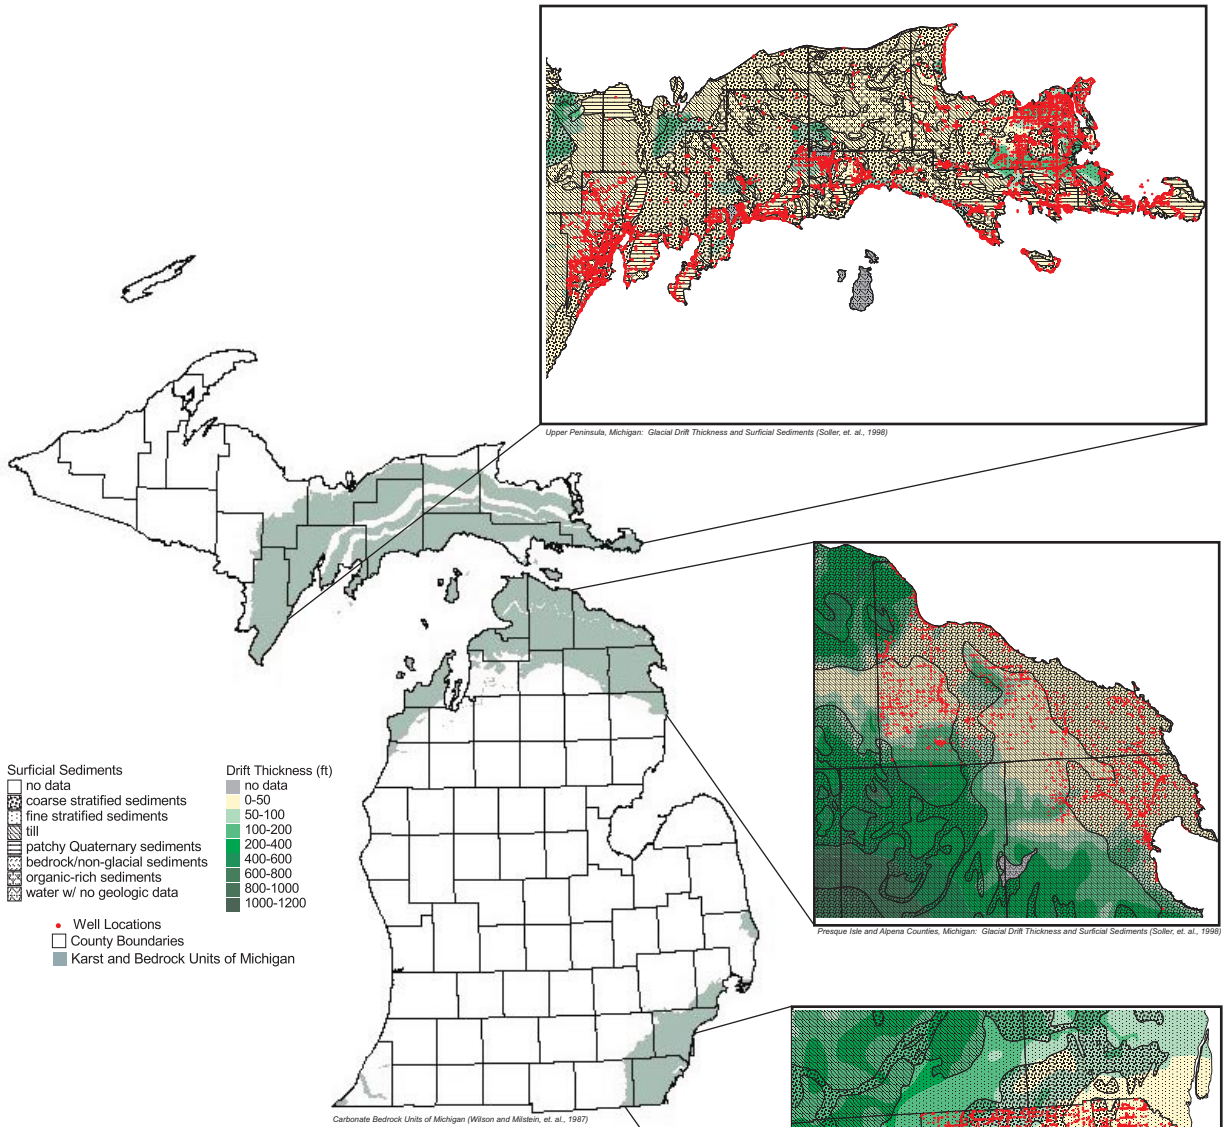 Upper Peninsula, Michigan: Glacial Drift Thickness and Surficial Sediments (Soller, et. al., 1998)
Surficial Sediments
no data
coarse stratified sediments
fine stratified sediments
till
patchy Quaternary sediments
bedrock/non-glacial sediments
organic-rich sediments
water w/ no geologic data
Drift Thickness (ft)
no data
0-50
50-100
100-200
200-400
400-600
600-800
800-1000
1000-1200
Well Locations
County Boundaries
Karst and Bedrock Units of Michigan
Presque Isle and Alpena Counties, Michigan: Glacial Drift Thickness and Surficial Sediments (Soller, et. al., 1998)
Carbonate Bedrock Units of Michigan (Wilson and Milstein, et. al., 1987)